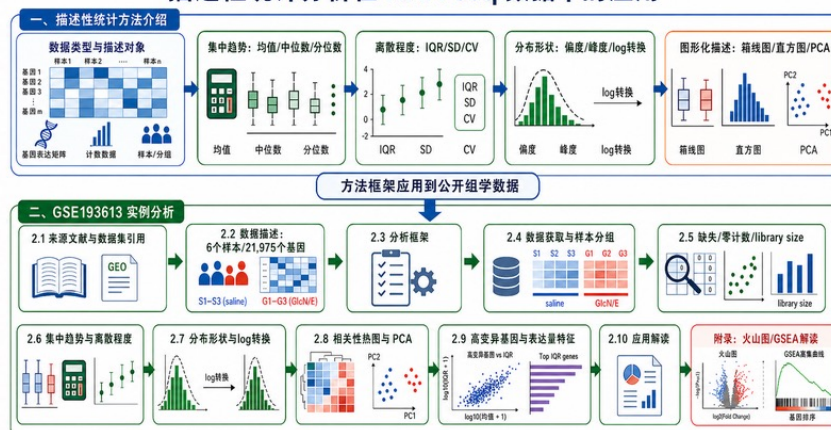 一、描述性统计方法介绍
数据类型与描述对象
样本1 样本2 ···· 样本n
基因1
基因2
基因3
⋮
基因m
基因表达矩阵 计数数据 样本/分组
集中趋势：均值/中位数/分位数
均值 中位数 分位数
离散程度：IQR/SD/CV
4
2
0
-2
IQR
SD
CV
IQR SD CV
分布形状：偏度/峰度/log转换
log转换
偏度 峰度 log转换
图形化描述：箱线图/直方图/PCA
PC2
PC1
箱线图 直方图 PCA
方法框架应用到公开组学数据
二、GSE193613 实例分析
2.1 来源文献与数据集引用
GEO
2.2 数据描述：
6个样本/21,975个基因
S1~S3 (saline) G1~G3 (GlcN/E)
2.3 分析框架
2.4 数据获取与样本分组
S1 S2 S3 G1 G2 G3
saline GlcN/E
2.5 缺失/零计数/library size
0 0
0
0
library size
2.6 集中趋势与离散程度
2.7 分布形状与log转换
log转换
2.8 相关性热图与 PCA
PC2
PC1
2.9 高变异基因与表达量特征
高变异基图 vs IQR
log10(IQR + 1)
log10(均值 + 1)
Top IQR genes
2.10 应用解读
附录：火山图/GSEA解读
火山图
log2(Fold Change)
GSEA富集曲线
基因排序